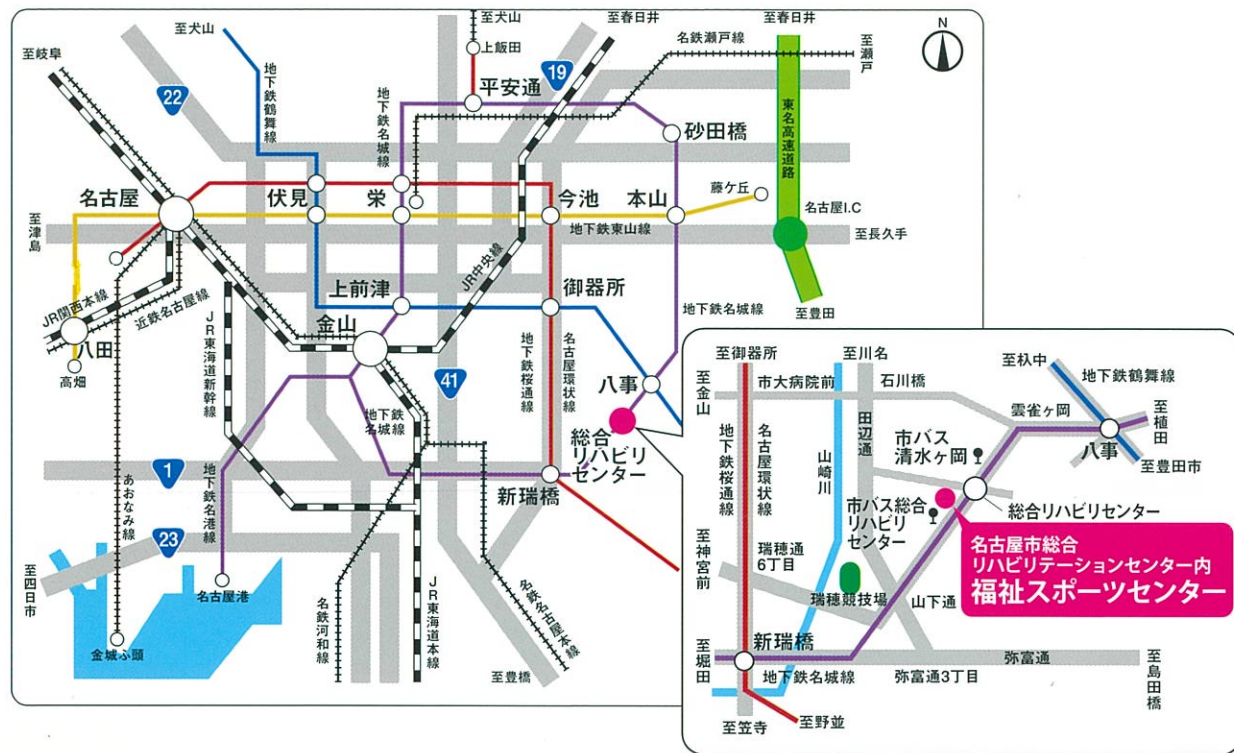 至犬山
至犬山
至春日井
至春日井
N
至岐阜
上飯田
名鉄瀬戸線
至瀬戸
22
19
地下鉄鶴舞線
地下鉄名城線
平安通
砂田橋
東名高速道路
名古屋
伏見
栄
今池
本山
藤ケ丘
名古屋I.C
至津島
地下鉄東山線
至長久手
JR関西本線
近鉄名古屋線
八田
高畑
JR東海道新幹線
上前津
金山
JR中央線
御器所
地下鉄名城線
至豊田
41
地下鉄桜通線
名古屋環状線
八事
地下鉄
名城線
総合
リハビリ
センター
1
新瑞橋
あおなみ線
地下鉄名港線
23
至四日市
名古屋港
金城ふ頭
名鉄河和線
JR東海道本線
名鉄名古屋本線
至豊橋
至御器所
至川名
至杁中
地下鉄鶴舞線
至金山
市大病院前
石川橋
雲雀ケ岡
至植田
八事
至豊田市
地下鉄桜通線
名古屋環状線
山崎川
田辺通
市バス
清水ケ岡
市バス総合
リハビリ
センター
総合リハビリセンター
名古屋市総合
リハビリテーションセンター内
福祉スポーツセンター
瑞穂通
6丁目
至神宮前
瑞穂競技場
山下通
新瑞橋
至堀田
地下鉄名城線
弥富通
弥富通3丁目
至島田橋
至笠寺
至野並